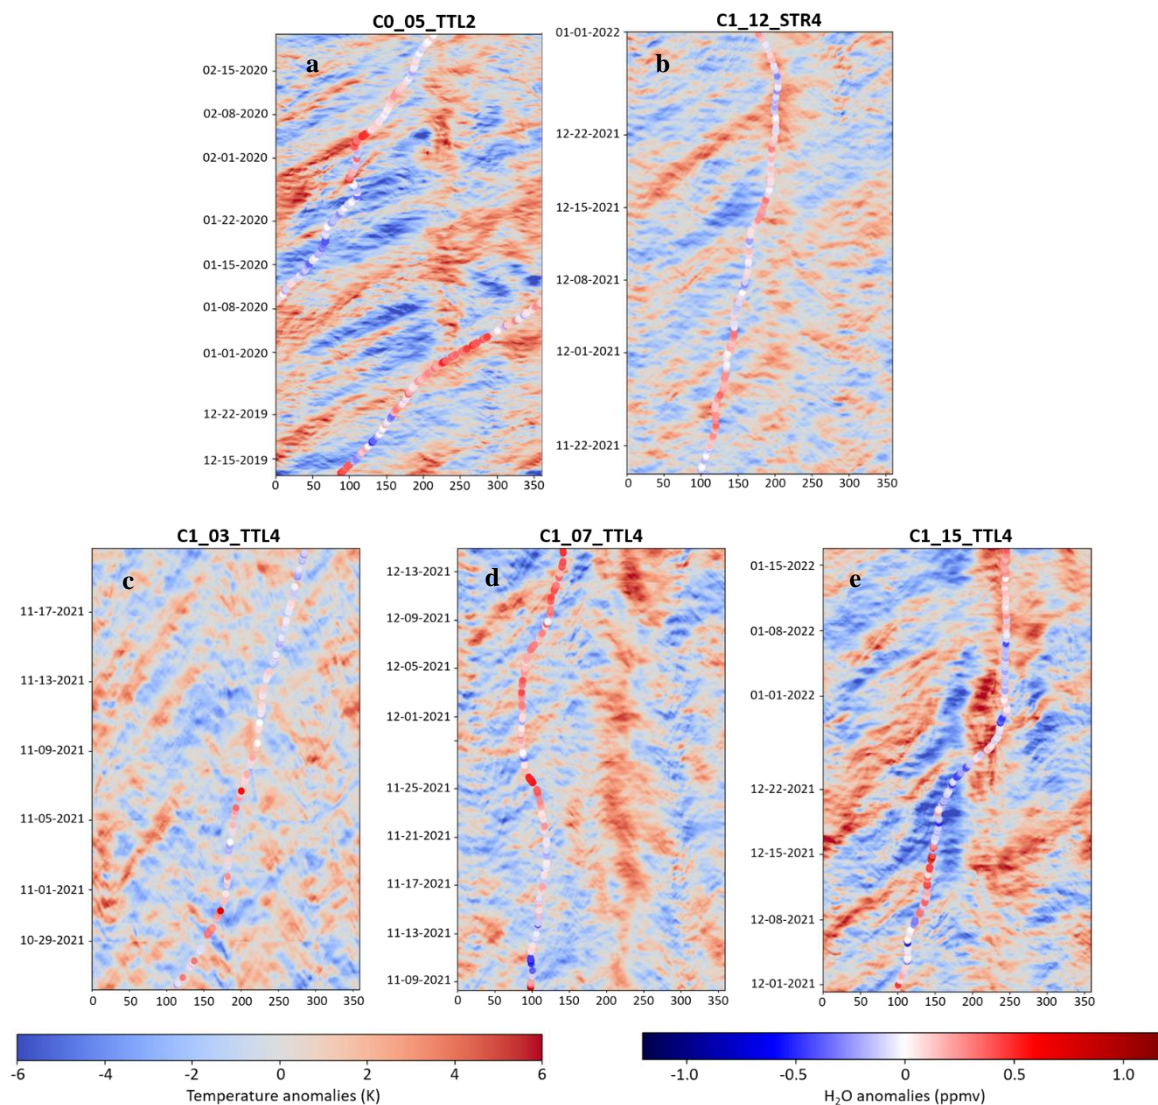 C0_05_TTL2
C1_12_STR4
a
b
02-15-2020
02-08-2020
02-01-2020
01-22-2020
01-15-2020
01-08-2020
01-01-2020
12-22-2019
12-15-2019
0 50 100 150 200 250 300 350
01-01-2022
12-22-2021
12-15-2021
12-08-2021
12-01-2021
11-22-2021
0 50 100 150 200 250 300 350
C1_03_TTL4
C1_07_TTL4
C1_15_TTL4
c
d
e
11-17-2021
11-13-2021
11-09-2021
11-05-2021
11-01-2021
10-29-2021
0 50 100 150 200 250 300 350
12-13-2021
12-09-2021
12-05-2021
12-01-2021
11-25-2021
11-21-2021
11-17-2021
11-13-2021
11-09-2021
0 50 100 150 200 250 300 350
01-15-2022
01-08-2022
01-01-2022
12-22-2021
12-15-2021
12-08-2021
12-01-2021
0 50 100 150 200 250 300 350
-6 -4 -2 0 2 4 6
Temperature anomalies (K)
-1.0 -0.5 0 0.5 1.0
H₂O anomalies (ppmv)